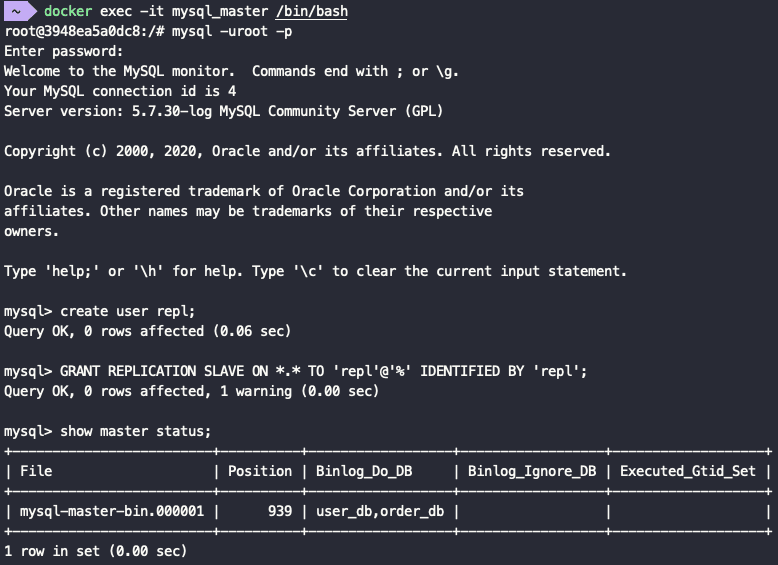 ~ docker exec -it mysql_master /bin/bash
root@3948ea5a0dc8:/# mysql -uroot -p
Enter password:
Welcome to the MySQL monitor.  Commands end with ; or \g.
Your MySQL connection id is 4
Server version: 5.7.30-log MySQL Community Server (GPL)

Copyright (c) 2000, 2020, Oracle and/or its affiliates. All rights reserved.

Oracle is a registered trademark of Oracle Corporation and/or its
affiliates. Other names may be trademarks of their respective
owners.

Type 'help;' or '\h' for help. Type '\c' to clear the current input statement.

mysql> create user repl;
Query OK, 0 rows affected (0.06 sec)

mysql> GRANT REPLICATION SLAVE ON *.* TO 'repl'@'%' IDENTIFIED BY 'repl';
Query OK, 0 rows affected, 1 warning (0.00 sec)

mysql> show master status;
+-------------------------+----------+------------------+------------------+-------------------+
| File                    | Position | Binlog_Do_DB     | Binlog_Ignore_DB | Executed_Gtid_Set |
+-------------------------+----------+------------------+------------------+-------------------+
| mysql-master-bin.000001 |      939 | user_db,order_db |                  |                   |
+-------------------------+----------+------------------+------------------+-------------------+
1 row in set (0.00 sec)